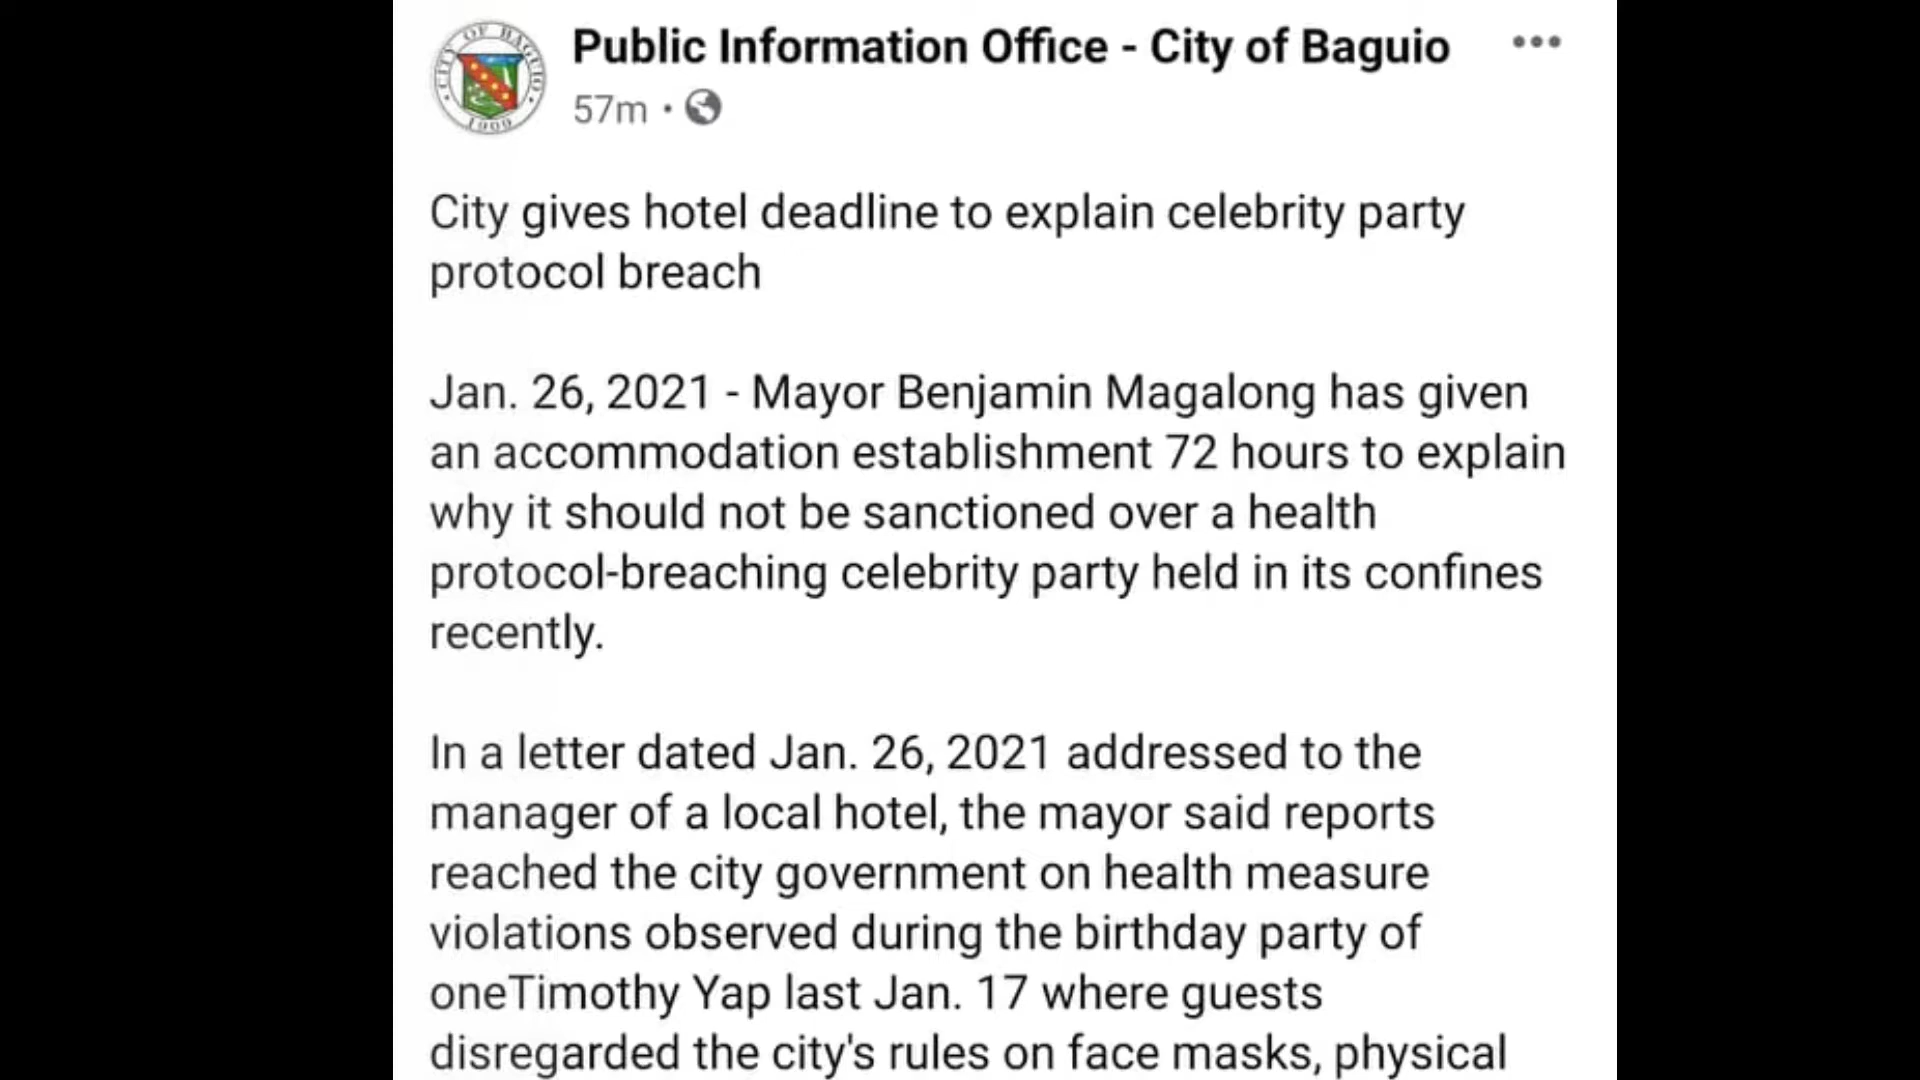 Public Information Office - City of Baguio
CITY OF BAGUIO
1909
57m
City gives hotel deadline to explain celebrity party
protocol breach
Jan. 26, 2021 - Mayor Benjamin Magalong has given
an accommodation establishment 72 hours to explain
why it should not be sanctioned over a health
protocol-breaching celebrity party held in its confines
recently.
In a letter dated Jan. 26, 2021 addressed to the
manager of a local hotel, the mayor said reports
reached the city government on health measure
violations observed during the birthday party of
oneTimothy Yap last Jan. 17 where guests
disregarded the city's rules on face masks, physical